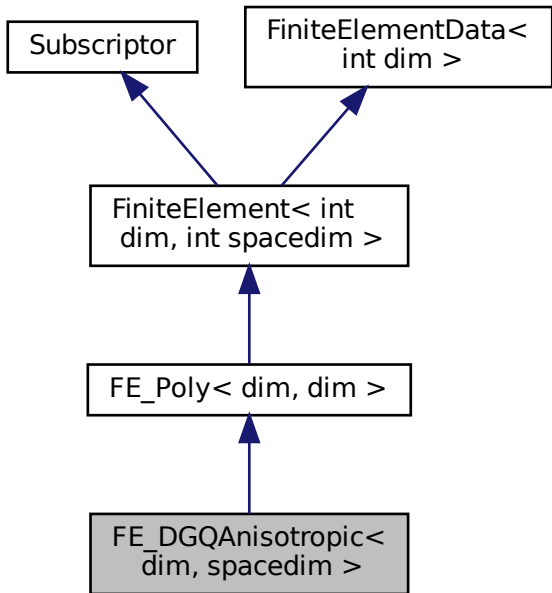 Subscriptor
FiniteElementData<
int dim >
FiniteElement< int
dim, int spacedim >
FE_Poly< dim, dim >
FE_DGQAnisotropic<
dim, spacedim >